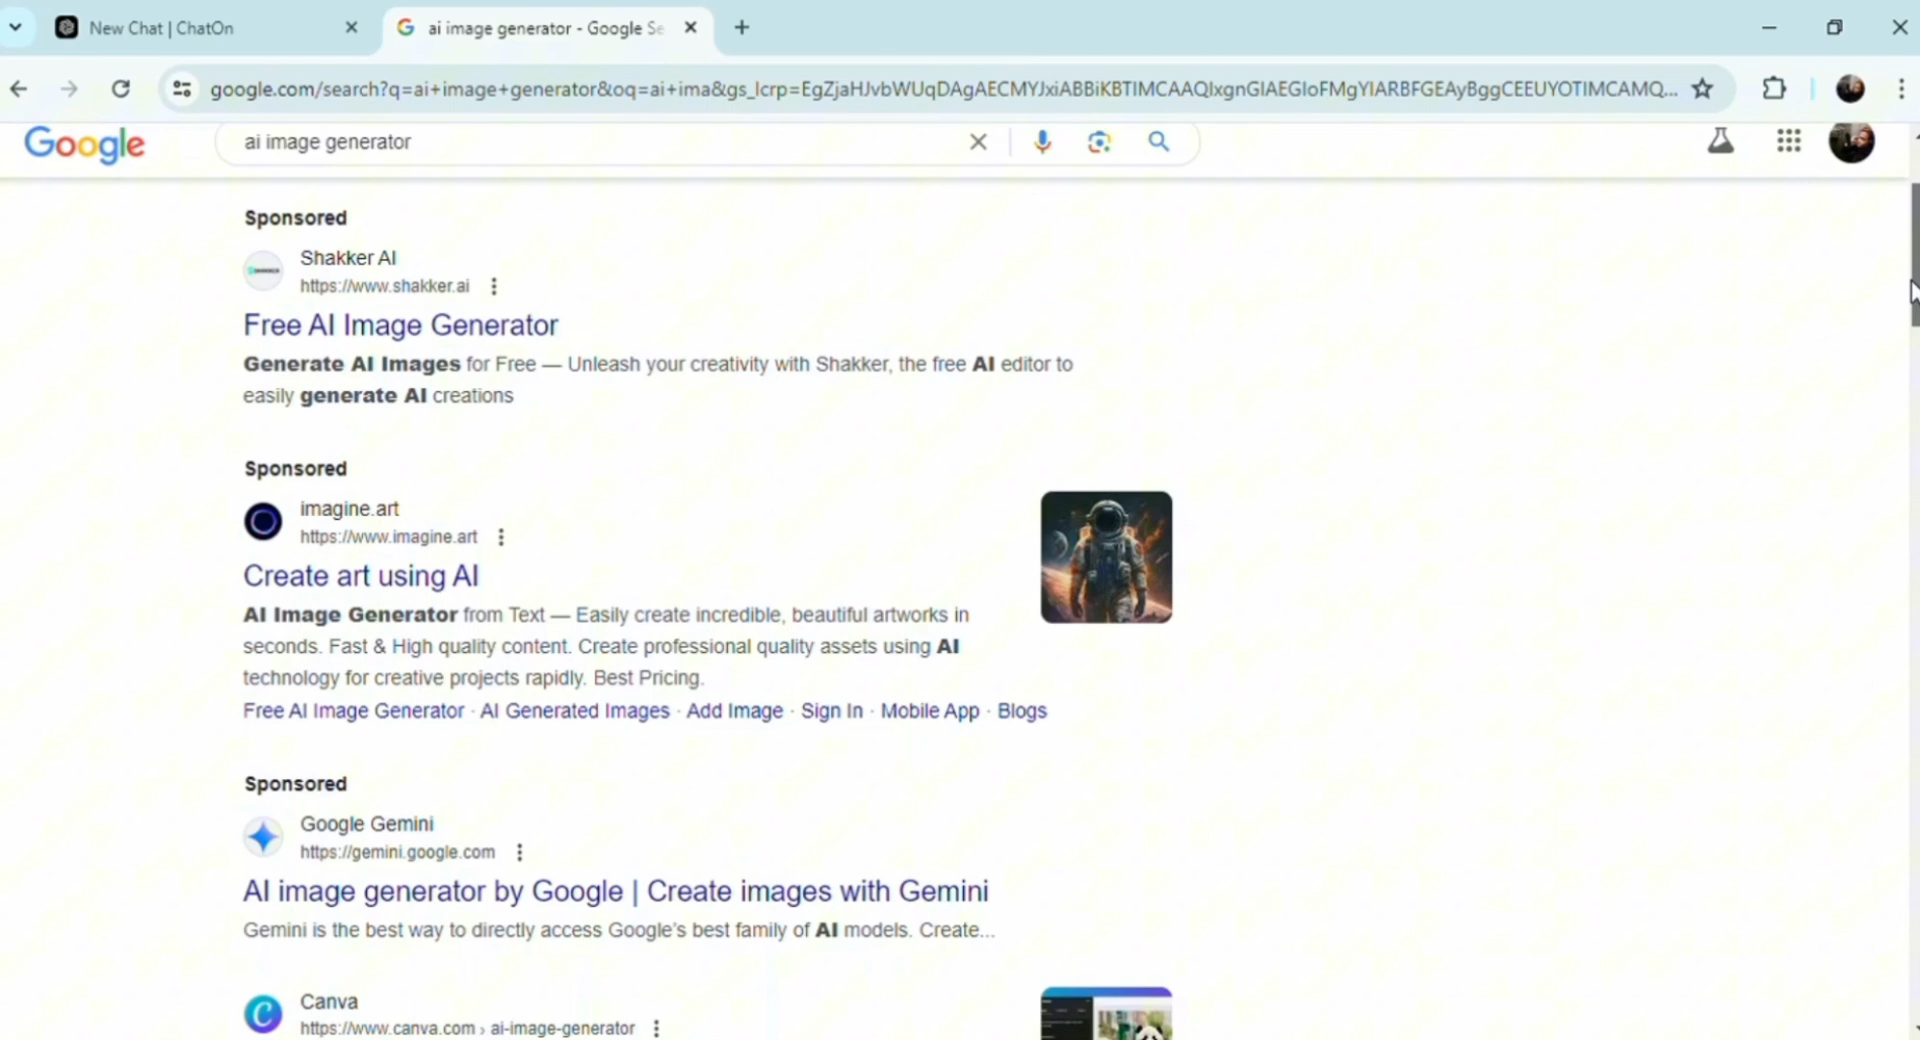 New Chat | ChatOn
ai image generator - Google Se
google.com/search?q=ai+image+generator&oq=ai+ima&gs_lcrp=EgZjaHJvbWUqDAgAECMYJxiABBiKBTIMCAAQIxgnGIAEGIoFMgYIARBFGEAyBggCEEUYOTIMCAMQ...
Google
ai image generator
Sponsored
Shakker AI
https://www.shakker.ai
Free AI Image Generator
Generate AI Images for Free — Unleash your creativity with Shakker, the free AI editor to
easily generate AI creations
Sponsored
imagine.art
https://www.imagine.art
Create art using AI
AI Image Generator from Text — Easily create incredible, beautiful artworks in
seconds. Fast & High quality content. Create professional quality assets using AI
technology for creative projects rapidly. Best Pricing.
Free AI Image Generator · AI Generated Images · Add Image · Sign In · Mobile App · Blogs
Sponsored
Google Gemini
https://gemini.google.com
AI image generator by Google | Create images with Gemini
Gemini is the best way to directly access Google's best family of AI models. Create...
Canva
https://www.canva.com › ai-image-generator